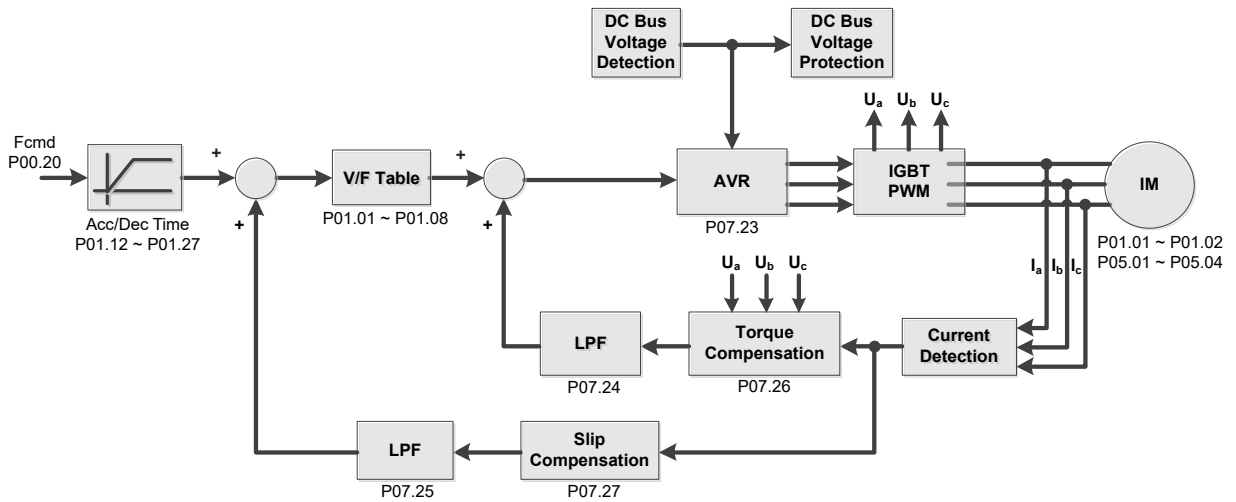 DC Bus
Voltage
Detection
DC Bus
Voltage
Protection
Ua
Ub
Uc
Fcmd
P00.20
+
+
V/F Table
AVR
IGBT
PWM
IM
Acc/Dec Time
P01.12 ~ P01.27
+
P01.01 ~ P01.08
+
P07.23
P01.01 ~ P01.02
P05.01 ~ P05.04
Ua
Ub
Uc
Ia
Ib
Ic
LPF
Torque
Compensation
Current
Detection
P07.24
P07.26
LPF
Slip
Compensation
P07.25
P07.27